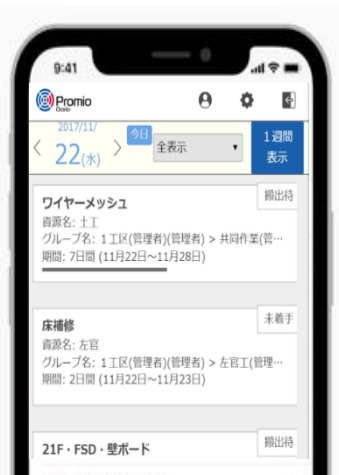 9:41
Promio
2017/11/
22(水)
今日
全表示
1週間
表示
ワイヤーメッシュ
搬出待
資源名: 土工
グループ名: 1工区(管理者)(管理者) > 共同作業(管…
期間: 7日間 (11月22日～11月28日)
床補修
未着手
資源名: 左官
グループ名: 1工区(管理者)(管理者) > 左官工(管理…
期間: 2日間 (11月22日～11月23日)
21F・FSD・壁ボード
搬出待